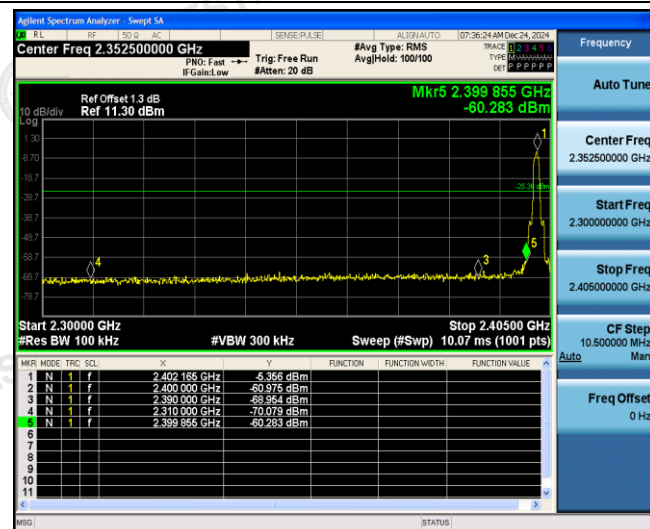 Agilent Spectrum Analyzer - Swept SA
LXI RL RF 50 Ω AC SENSE:PULSE ALIGNAUTO 07:36:24 AM Dec 24, 2024
Center Freq 2.352500000 GHz
PNO: Fast
IFGain:Low
Trig: Free Run
#Atten: 20 dB
#Avg Type: RMS
Avg|Hold: 100/100
TRACE 1 2 3 4 5 6
TYPE M
DET P P P P P P
Mkr5 2.399 855 GHz
-60.283 dBm
Ref Offset 1.3 dB
10 dB/div Ref 11.30 dBm
Log
1.30
-8.70
-18.7
-28.7
-38.7
-48.7
-58.7
-68.7
-78.7
-25.36 dBm
1
5
3
4
Start 2.30000 GHz Stop 2.40500 GHz
#Res BW 100 kHz #VBW 300 kHz Sweep (#Swp) 10.07 ms (1001 pts)
MKR MODE TRC SCL X Y FUNCTION FUNCTION WIDTH FUNCTION VALUE
1 N 1 f 2.402 165 GHz -5.356 dBm
2 N 1 f 2.400 000 GHz -60.975 dBm
3 N 1 f 2.390 000 GHz -68.954 dBm
4 N 1 f 2.310 000 GHz -70.079 dBm
5 N 1 f 2.399 855 GHz -60.283 dBm
6
7
8
9
10
11
MSG STATUS
Frequency
Auto Tune
Center Freq
2.352500000 GHz
Start Freq
2.300000000 GHz
Stop Freq
2.405000000 GHz
CF Step
10.500000 MHz
Auto Man
Freq Offset
0 Hz